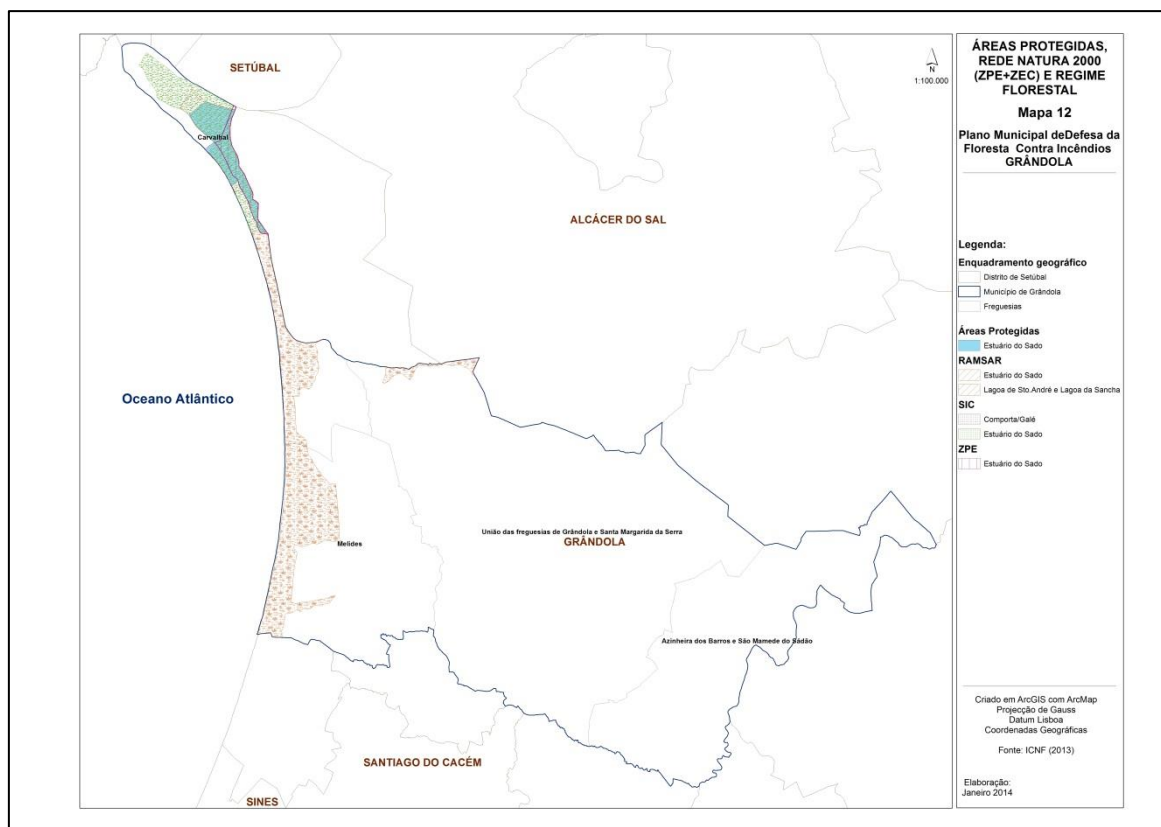 SETÚBAL
N
1:100.000
Carvalhal
ALCÁCER DO SAL
Oceano Atlântico
União das freguesias de Grândola e Santa Margarida da Serra
GRÂNDOLA
Melides
Azinheira dos Barros e São Mamede do Sádão
SANTIAGO DO CACÉM
SINES
ÁREAS PROTEGIDAS,
REDE NATURA 2000
(ZPE+ZEC) E REGIME
FLORESTAL
Mapa 12
Plano Municipal deDefesa da
Floresta Contra Incêndios
GRÂNDOLA
Legenda:
Enquadramento geográfico
Distrito de Setúbal
Município de Grândola
Freguesias
Áreas Protegidas
Estuário do Sado
RAMSAR
Estuário do Sado
Lagoa de Sto.André e Lagoa da Sancha
SIC
Comporta/Galé
Estuário do Sado
ZPE
Estuário do Sado
Criado em ArcGIS com ArcMap
Projecção de Gauss
Datum Lisboa
Coordenadas Geográficas
Fonte: ICNF (2013)
Elaboração:
Janeiro 2014